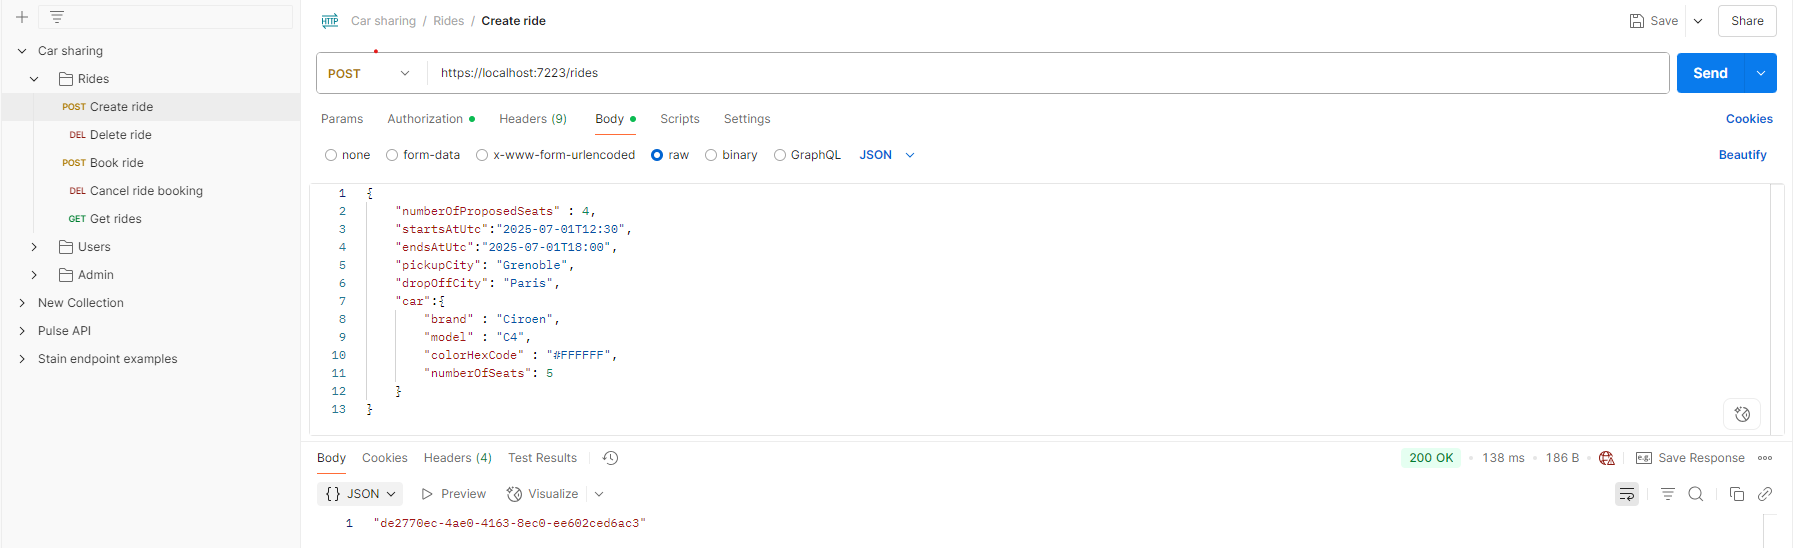 Car sharing
Rides
POST Create ride
DEL Delete ride
POST Book ride
DEL Cancel ride booking
GET Get rides
Users
Admin
New Collection
Pulse API
Stain endpoint examples
HTTP Car sharing / Rides / Create ride
Save
Share
POST https://localhost:7223/rides
Send
Params Authorization Headers (9) Body Scripts Settings
Cookies
none form-data x-www-form-urlencoded raw binary GraphQL JSON
Beautify
1 {
2 "numberOfProposedSeats" : 4,
3 "startsAtUtc":"2025-07-01T12:30",
4 "endsAtUtc":"2025-07-01T18:00",
5 "pickupCity": "Grenoble",
6 "dropOffCity": "Paris",
7 "car":{
8 "brand" : "Ciroen",
9 "model" : "C4",
10 "colorHexCode" : "#FFFFFF",
11 "numberOfSeats": 5
12 }
13 }
Body Cookies Headers (4) Test Results
200 OK • 138 ms • 186 B •
e.g. Save Response
{} JSON Preview Visualize
1 "de2770ec-4ae0-4163-8ec0-ee602ced6ac3"